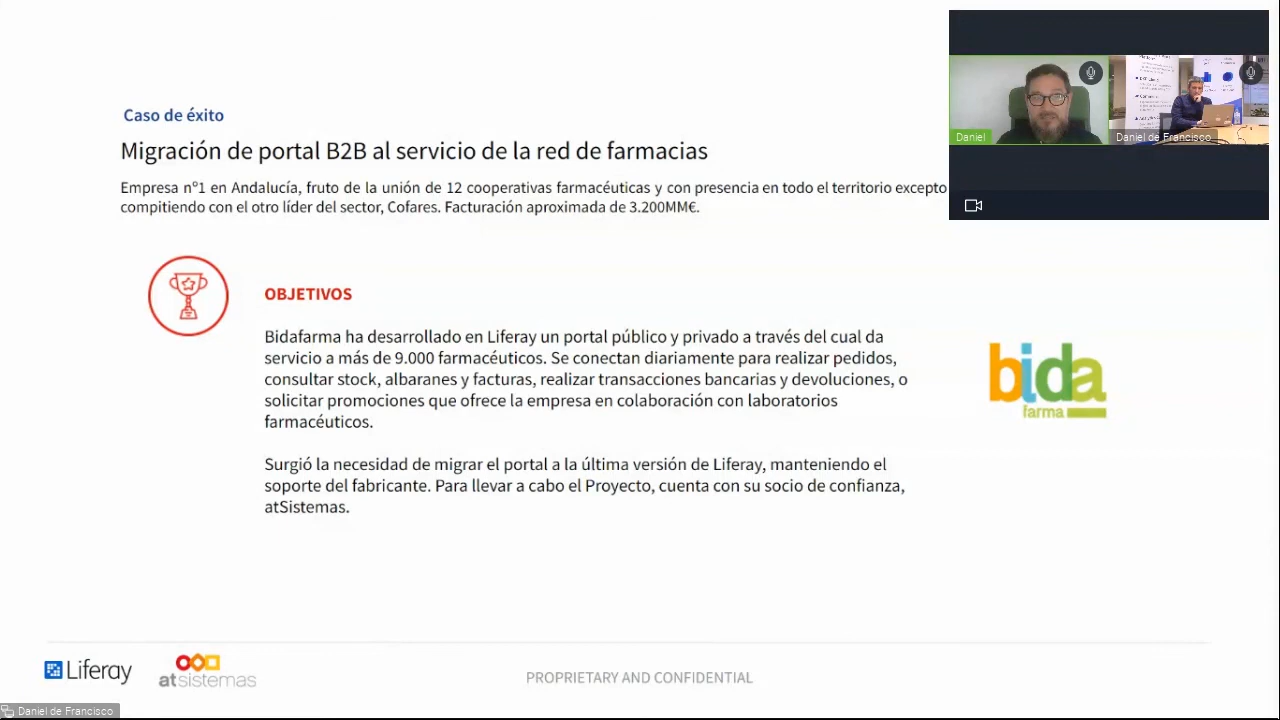 Caso de éxito
Migración de portal B2B al servicio de la red de farmacias
Empresa nº1 en Andalucía, fruto de la unión de 12 cooperativas farmacéuticas y con presencia en todo el territorio excepto
compitiendo con el otro líder del sector, Cofares. Facturación aproximada de 3.200MM€.
Daniel
Daniel de Francisco
OBJETIVOS
Bidafarma ha desarrollado en Liferay un portal público y privado a través del cual da
servicio a más de 9.000 farmacéuticos. Se conectan diariamente para realizar pedidos,
consultar stock, albaranes y facturas, realizar transacciones bancarias y devoluciones, o
solicitar promociones que ofrece la empresa en colaboración con laboratorios
farmacéuticos.
Surgió la necesidad de migrar el portal a la última versión de Liferay, manteniendo el
soporte del fabricante. Para llevar a cabo el Proyecto, cuenta con su socio de confianza,
atSistemas.
bida
farma
Liferay
atsistemas
PROPRIETARY AND CONFIDENTIAL
Daniel de Francisco